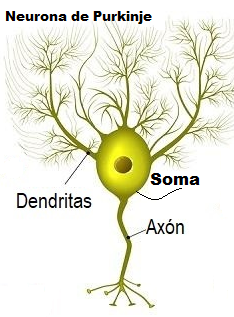 Neurona de Purkinje
Soma
Dendritas
Axón